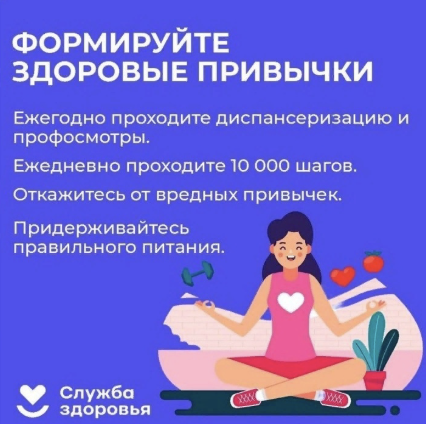 ФОРМИРУЙТЕ
ЗДОРОВЫЕ ПРИВЫЧКИ
Ежегодно проходите диспансеризацию и
профосмотры.
Ежедневно проходите 10 000 шагов.
Откажитесь от вредных привычек.
Придерживайтесь
правильного питания.
Служба
здоровья